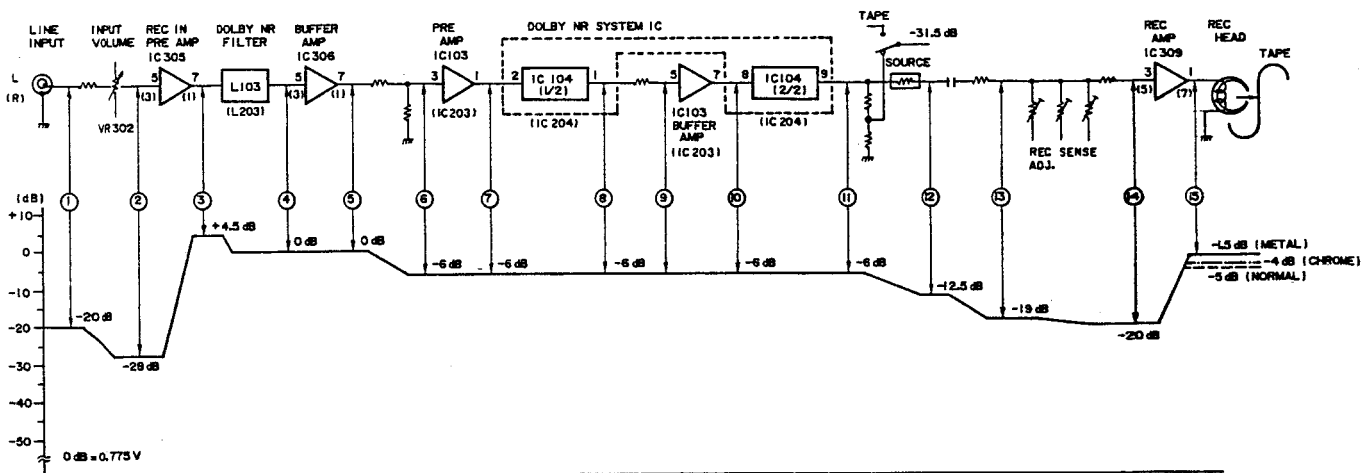 LINE INPUT
INPUT VOLUME
REC IN PRE AMP IC305
DOLBY NR FILTER
BUFFER AMP IC306
PRE AMP IC103
DOLBY NR SYSTEM IC
TAPE
-31.5 dB
SOURCE
REC AMP IC309
REC HEAD
TAPE
L
(R)
VR302
5
(3)
7
(1)
L103
(L203)
5
(3)
7
(1)
3
1
(IC203)
2
IC 104
(1/2)
1
(IC204)
5
7
IC103
BUFFER
AMP
(IC203)
8
IC104
(2/2)
9
(IC204)
REC SENSE
ADJ.
3
(5)
1
(7)
(dB)
1
2
3
4
5
6
7
8
9
10
11
12
13
14
15
+10
0
-10
-20
-30
-40
-50
-20 dB
-29 dB
+4.5 dB
0 dB
0 dB
-6 dB
-6 dB
-6 dB
-6 dB
-6 dB
-6 dB
-12.5 dB
-19 dB
-20 dB
-1.5 dB (METAL)
-4 dB (CHROME)
-5 dB (NORMAL)
0 dB = 0.775 V